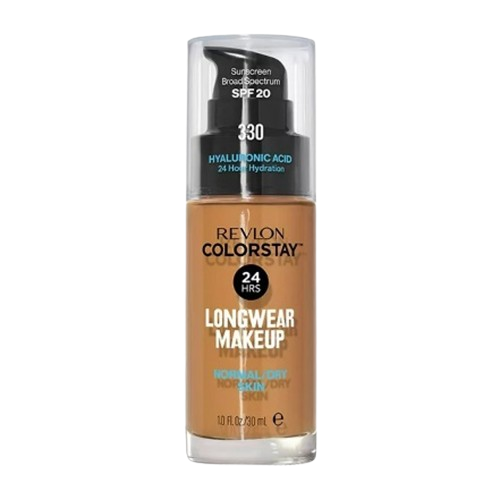 Sunscreen
Broad Spectrum
SPF 20
330
HYALURONIC ACID
24 Hour Hydration
REVLON
COLORSTAY™
24
HRS
LONGWEAR
MAKEUP
NORMAL/DRY
SKIN
1.0 fl.Oz/30 mL e